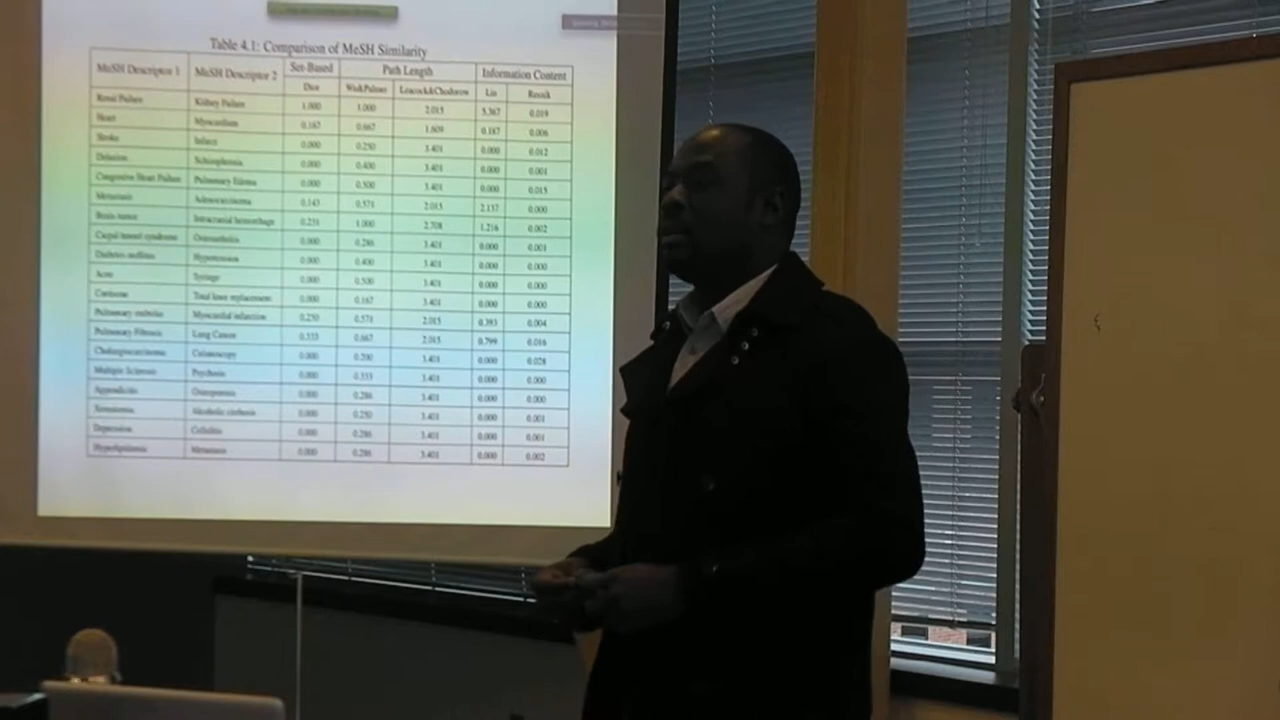 Table 4.1: Comparison of MeSH Similarity
MeSH Descriptor 1 MeSH Descriptor 2 Set-Based Path Length Information Content
Dice Wu&Palmer Leacock&Chodorow Lin Resnik
Renal Failure Kidney Failure 1.000 1.000 2.015 5.367 0.019
Heart Myocardium 0.167 0.667 1.609 0.187 0.006
Stroke Infarct 0.000 0.250 3.401 0.000 0.012
Delusion Schizophrenia 0.000 0.400 3.401 0.000 0.001
Congestive Heart Failure Pulmonary Edema 0.000 0.500 3.401 0.000 0.015
Metastasis Adenocarcinoma 0.143 0.571 2.015 2.137 0.000
Brain tumor Intracranial hemorrhage 0.231 1.000 2.708 1.216 0.002
Carpal tunnel syndrome Osteoarthritis 0.000 0.286 3.401 0.000 0.001
Diabetes mellitus Hypertension 0.000 0.400 3.401 0.000 0.000
Acne Syringe 0.000 0.500 3.401 0.000 0.000
Cortisone Total knee replacement 0.000 0.167 3.401 0.000 0.000
Pulmonary embolus Myocardial infarction 0.250 0.571 2.015 0.393 0.004
Pulmonary Fibrosis Lung Cancer 0.333 0.667 2.015 0.799 0.016
Cholangiocarcinoma Colonoscopy 0.000 0.200 3.401 0.000 0.028
Multiple Sclerosis Psychosis 0.000 0.333 3.401 0.000 0.000
Appendicitis Osteoporosis 0.000 0.286 3.401 0.000 0.000
Xerostomia Alcoholic cirrhosis 0.000 0.250 3.401 0.000 0.001
Depression Cellulitis 0.000 0.286 3.401 0.000 0.001
Hyperlipidemia Metastasis 0.000 0.286 3.401 0.000 0.002